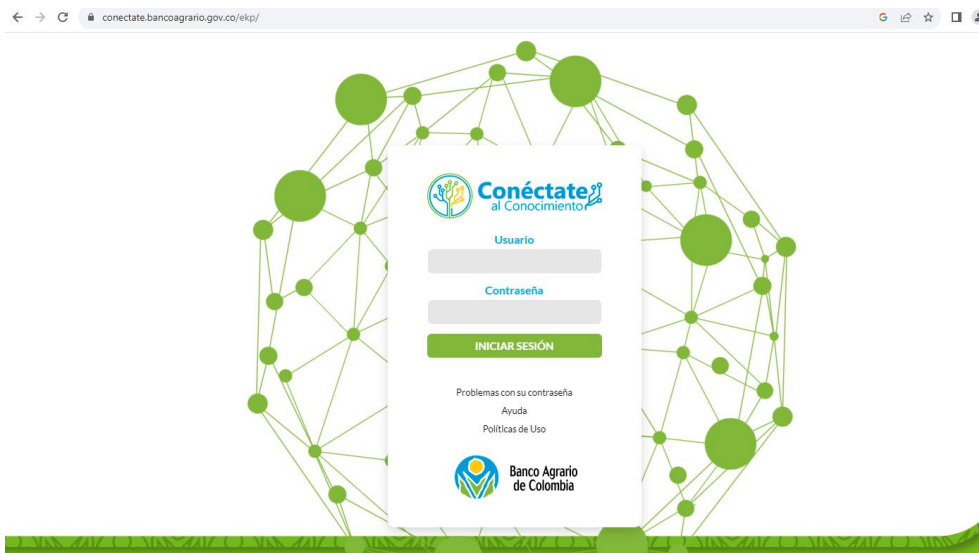 conectate.bancoagrario.gov.co/ekp/
Conéctate
al Conocimiento
Usuario
Contraseña
INICIAR SESIÓN
Problemas con su contraseña
Ayuda
Políticas de Uso
Banco Agrario
de Colombia